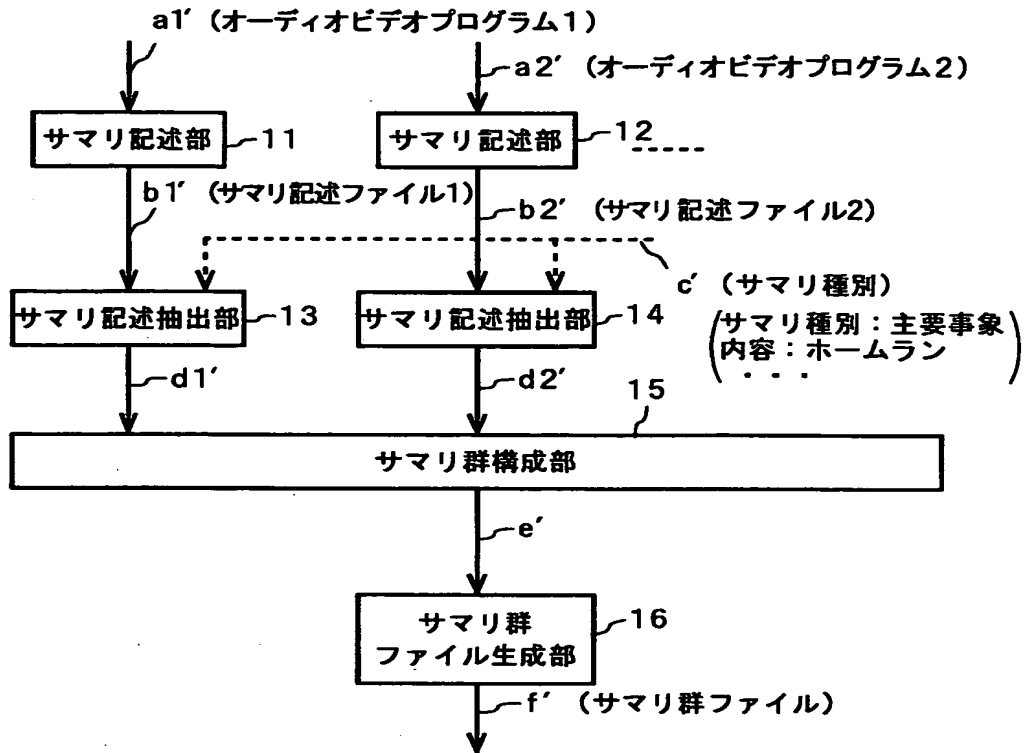 a1′ (オーディオビデオプログラム1)
a2′ (オーディオビデオプログラム2)
サマリ記述部
11
サマリ記述部
12
b1′ (サマリ記述ファイル1)
b2′ (サマリ記述ファイル2)
c′ (サマリ種別)
サマリ記述抽出部
13
サマリ記述抽出部
14
(サマリ種別：主要事象
内容：ホームラン
・・・)
d1′
d2′
15
サマリ群構成部
e′
サマリ群
ファイル生成部
16
f′ (サマリ群ファイル)